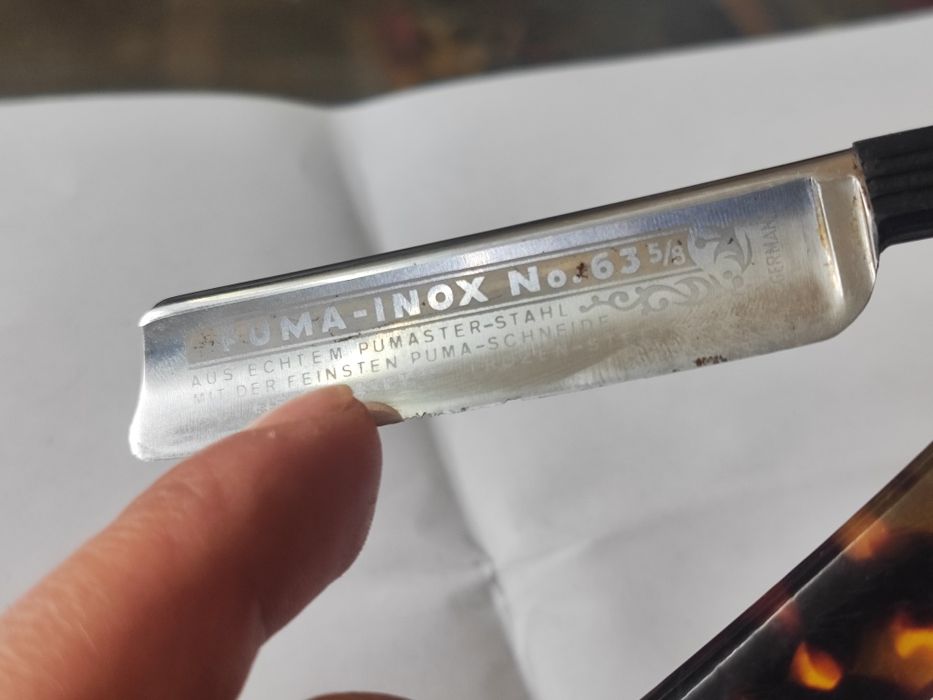 PUMA-INOX No. 63 5/8
AUS ECHTEM PUMASTER-STAHL
MIT DER FEINSTEN PUMA-SCHNEIDE
GERMANY